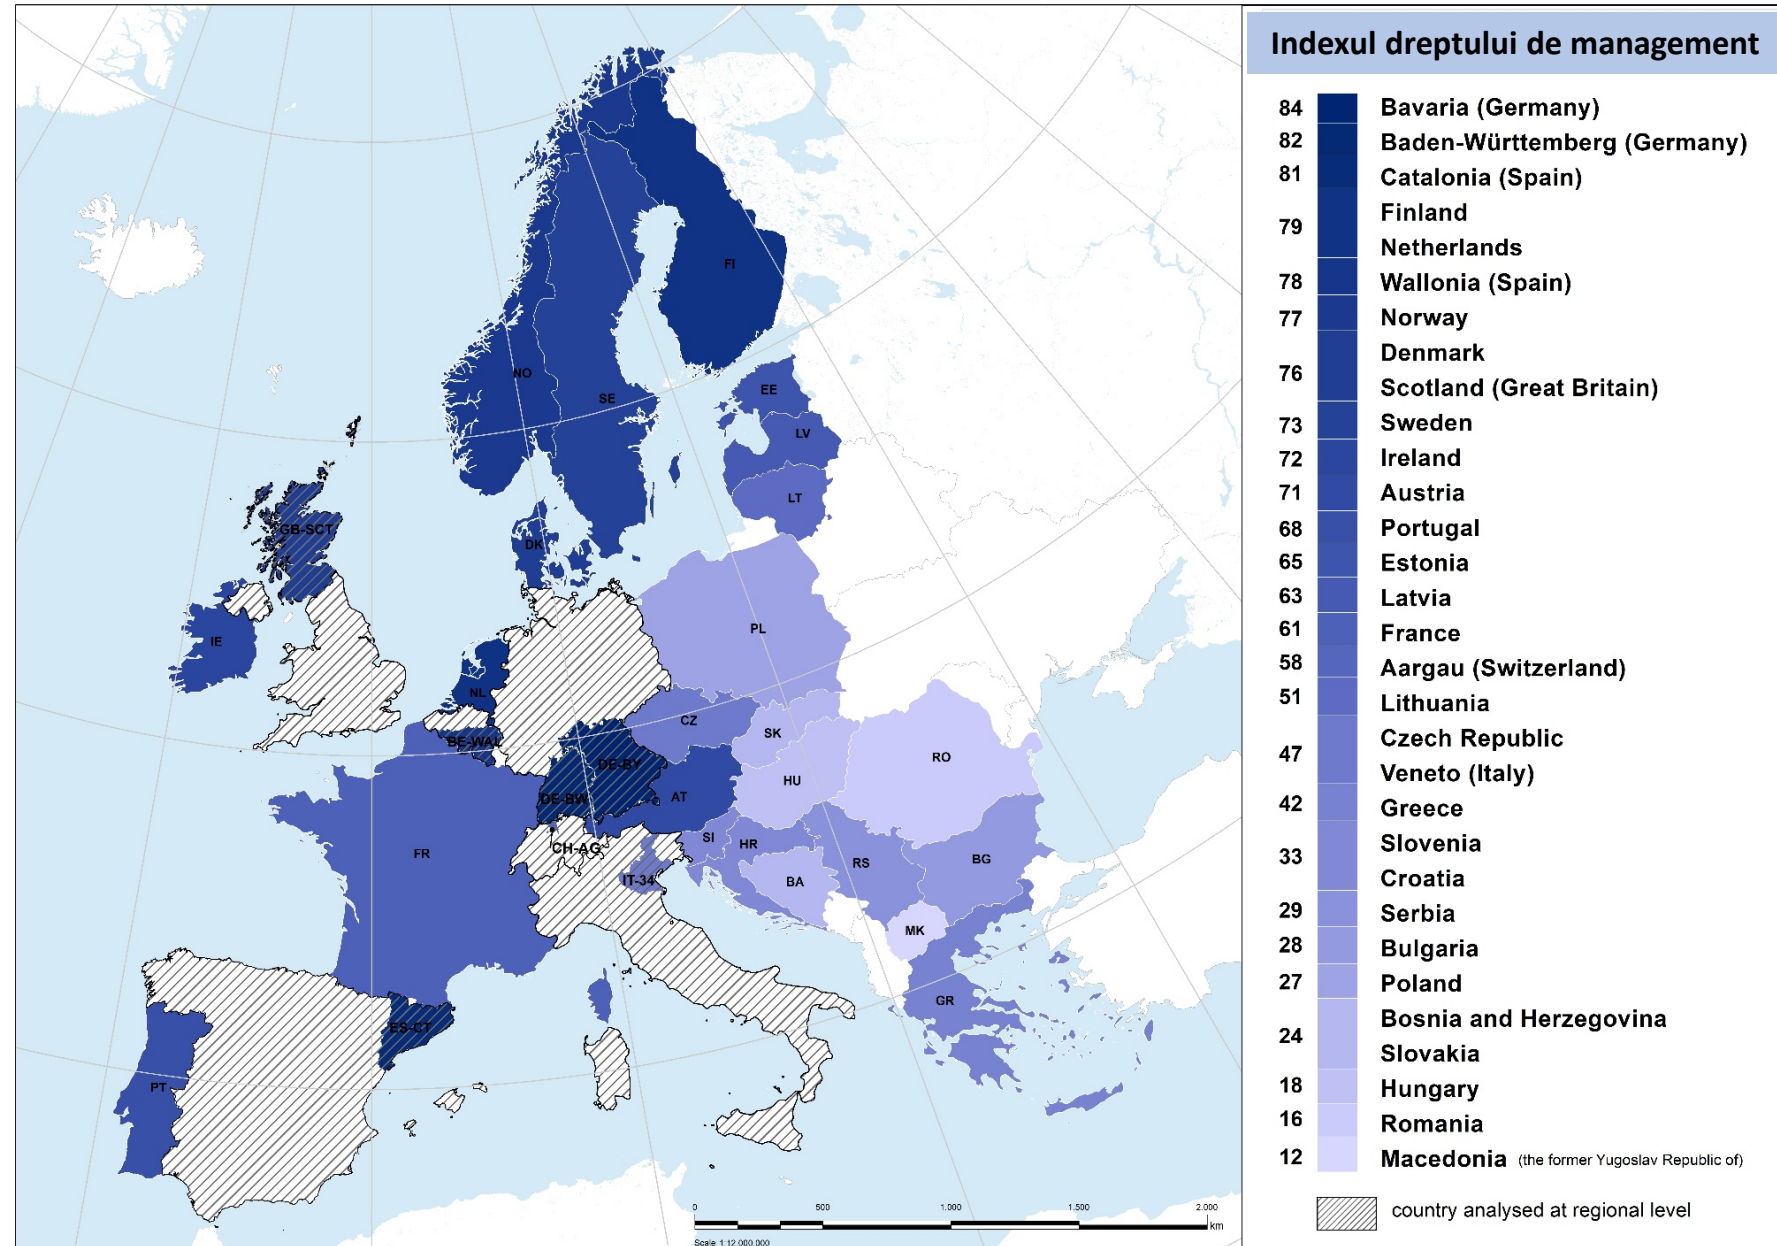 Indexul dreptului de management
84 Bavaria (Germany)
82 Baden-Württemberg (Germany)
81 Catalonia (Spain)
79 Finland
Netherlands
78 Wallonia (Spain)
77 Norway
76 Denmark
Scotland (Great Britain)
73 Sweden
72 Ireland
71 Austria
68 Portugal
65 Estonia
63 Latvia
61 France
58 Aargau (Switzerland)
51 Lithuania
47 Czech Republic
Veneto (Italy)
42 Greece
33 Slovenia
Croatia
29 Serbia
28 Bulgaria
27 Poland
24 Bosnia and Herzegovina
Slovakia
18 Hungary
16 Romania
12 Macedonia (the former Yugoslav Republic of)
country analysed at regional level
FI
NO
SE
EE
LV
LT
GB-SCT
DK
IE
PL
NL
CZ
BE-WAL
SK
RO
DE-BY
HU
DE-BW
AT
SI
HR
CH-AG
FR
RS
BG
IT-34
BA
MK
GR
ES-CT
PT
0 500 1.000 1.500 2.000
km
Scale 1:12.000.000